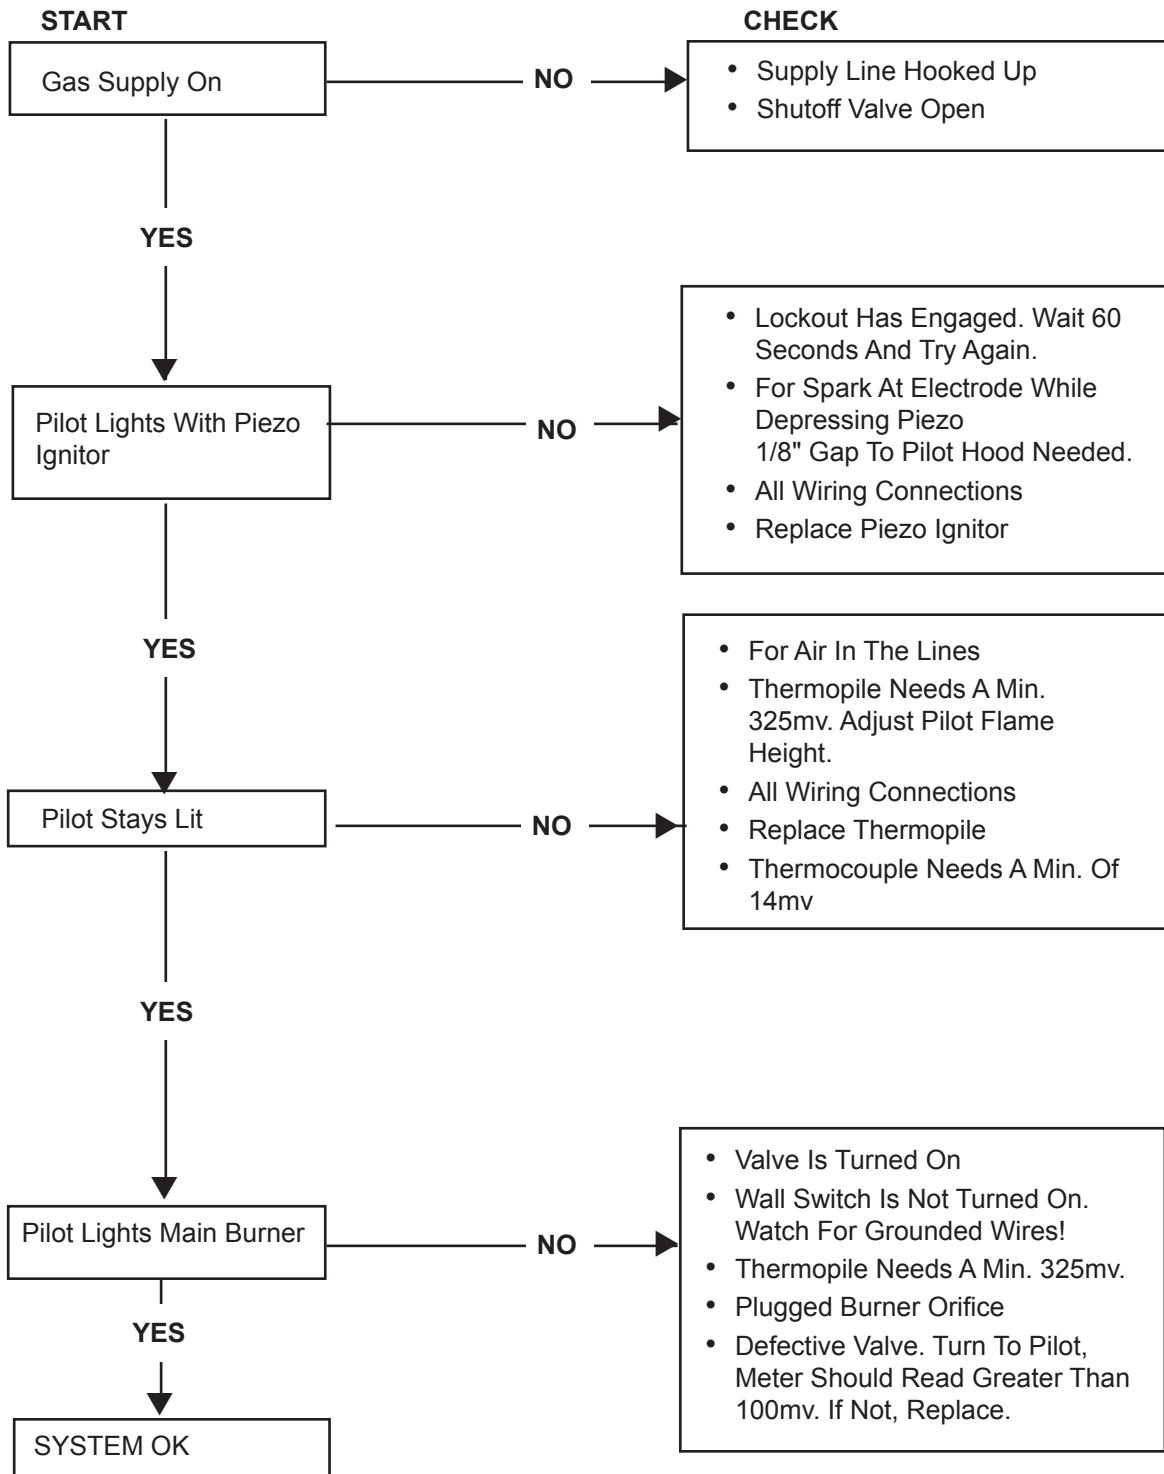 START
CHECK
Gas Supply On
NO
• Supply Line Hooked Up
• Shutoff Valve Open
YES
Pilot Lights With Piezo
Ignitor
NO
• Lockout Has Engaged. Wait 60
Seconds And Try Again.
• For Spark At Electrode While
Depressing Piezo
1/8" Gap To Pilot Hood Needed.
• All Wiring Connections
• Replace Piezo Ignitor
YES
Pilot Stays Lit
NO
• For Air In The Lines
• Thermopile Needs A Min.
325mv. Adjust Pilot Flame
Height.
• All Wiring Connections
• Replace Thermopile
• Thermocouple Needs A Min. Of
14mv
YES
Pilot Lights Main Burner
NO
• Valve Is Turned On
• Wall Switch Is Not Turned On.
Watch For Grounded Wires!
• Thermopile Needs A Min. 325mv.
• Plugged Burner Orifice
• Defective Valve. Turn To Pilot,
Meter Should Read Greater Than
100mv. If Not, Replace.
YES
SYSTEM OK